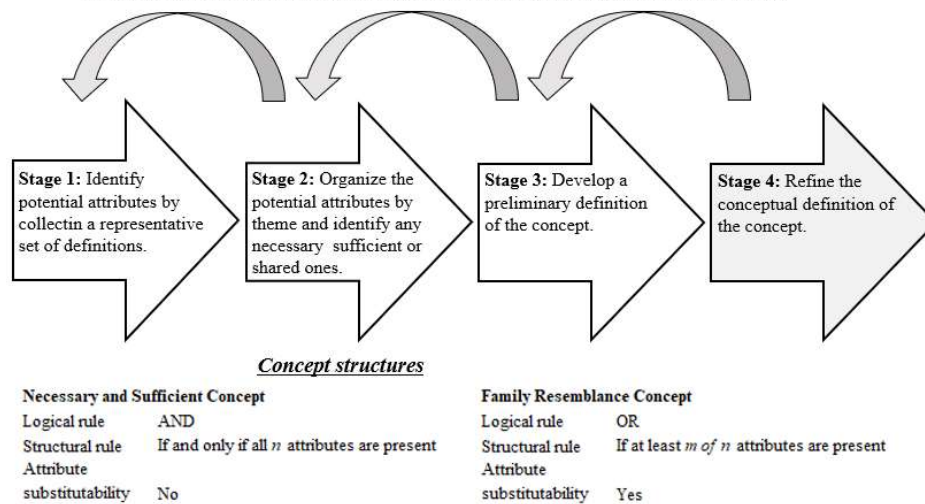 Stage 1: Identify
potential attributes by
collectin a representative
set of definitions.
Stage 2: Organize the
potential attributes by
theme and identify any
necessary sufficient or
shared ones.
Stage 3: Develop a
preliminary definition
of the concept.
Stage 4: Refine the
conceptual definition of
the concept.
Concept structures
Necessary and Sufficient Concept
Logical rule AND
Structural rule If and only if all n attributes are present
Attribute
substitutability No
Family Resemblance Concept
Logical rule OR
Structural rule If at least m of n attributes are present
Attribute
substitutability Yes